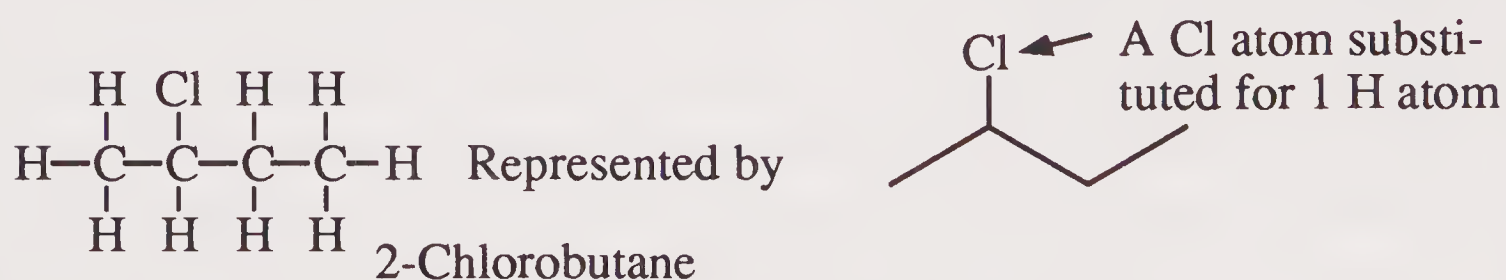 Cl A Cl atom substi-
tuted for 1 H atom
H Cl H H
H—C—C—C—C—H Represented by
H H H H
2-Chlorobutane